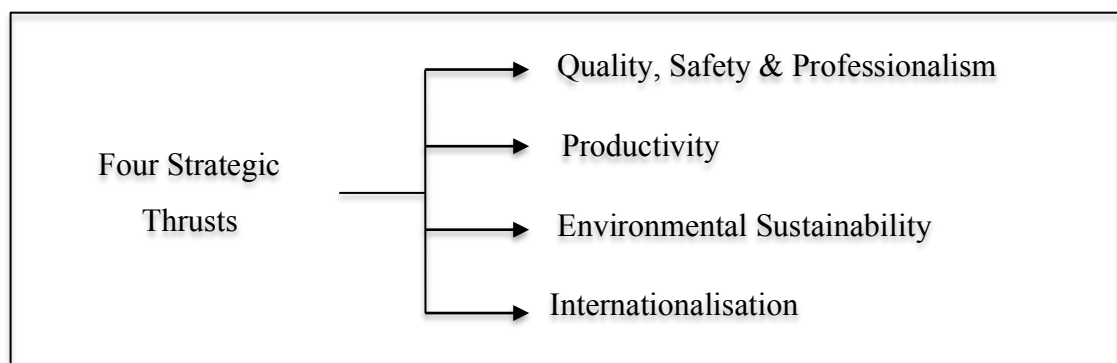 Four Strategic
Thrusts
Quality, Safety & Professionalism
Productivity
Environmental Sustainability
Internationalisation